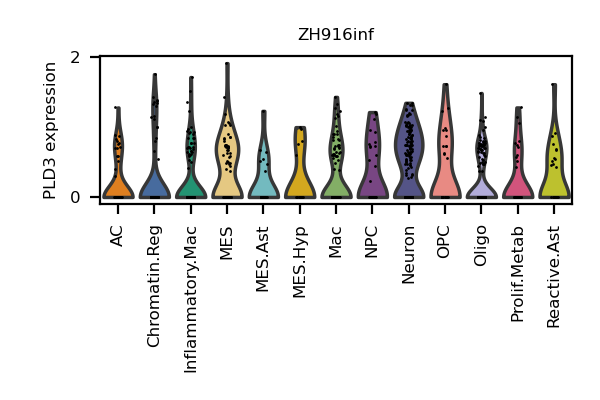 ZH916inf
PLD3 expression
2
0
AC
Chromatin.Reg
Inflammatory.Mac
MES
MES.Ast
MES.Hyp
Mac
NPC
Neuron
OPC
Oligo
Prolif.Metab
Reactive.Ast